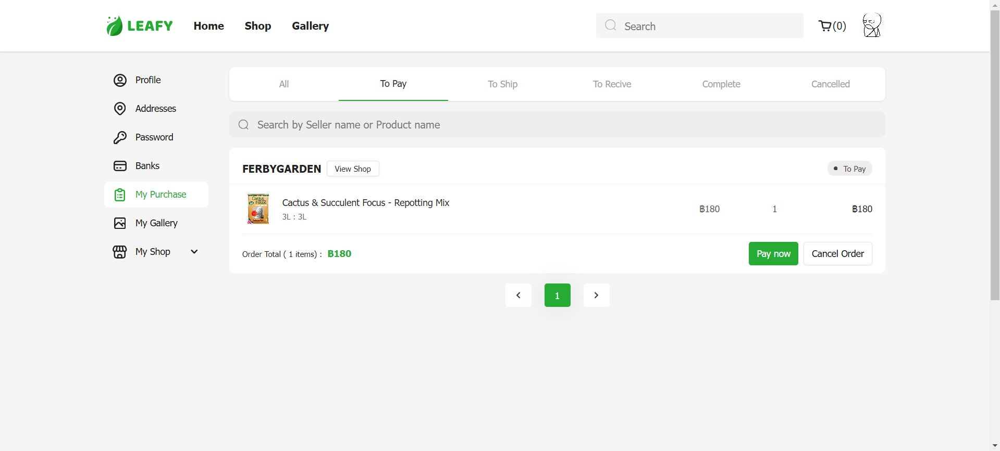 LEAFY Home Shop Gallery Search (0)
Profile
Addresses
Password
Banks
My Purchase
My Gallery
My Shop
All To Pay To Ship To Recive Complete Cancelled
Search by Seller name or Product name
FERBYGARDEN View Shop To Pay
Cactus Focus
Cactus & Succulent Focus - Repotting Mix
3L : 3L
฿180 1 ฿180
Order Total ( 1 items) : ฿180 Pay now Cancel Order
1